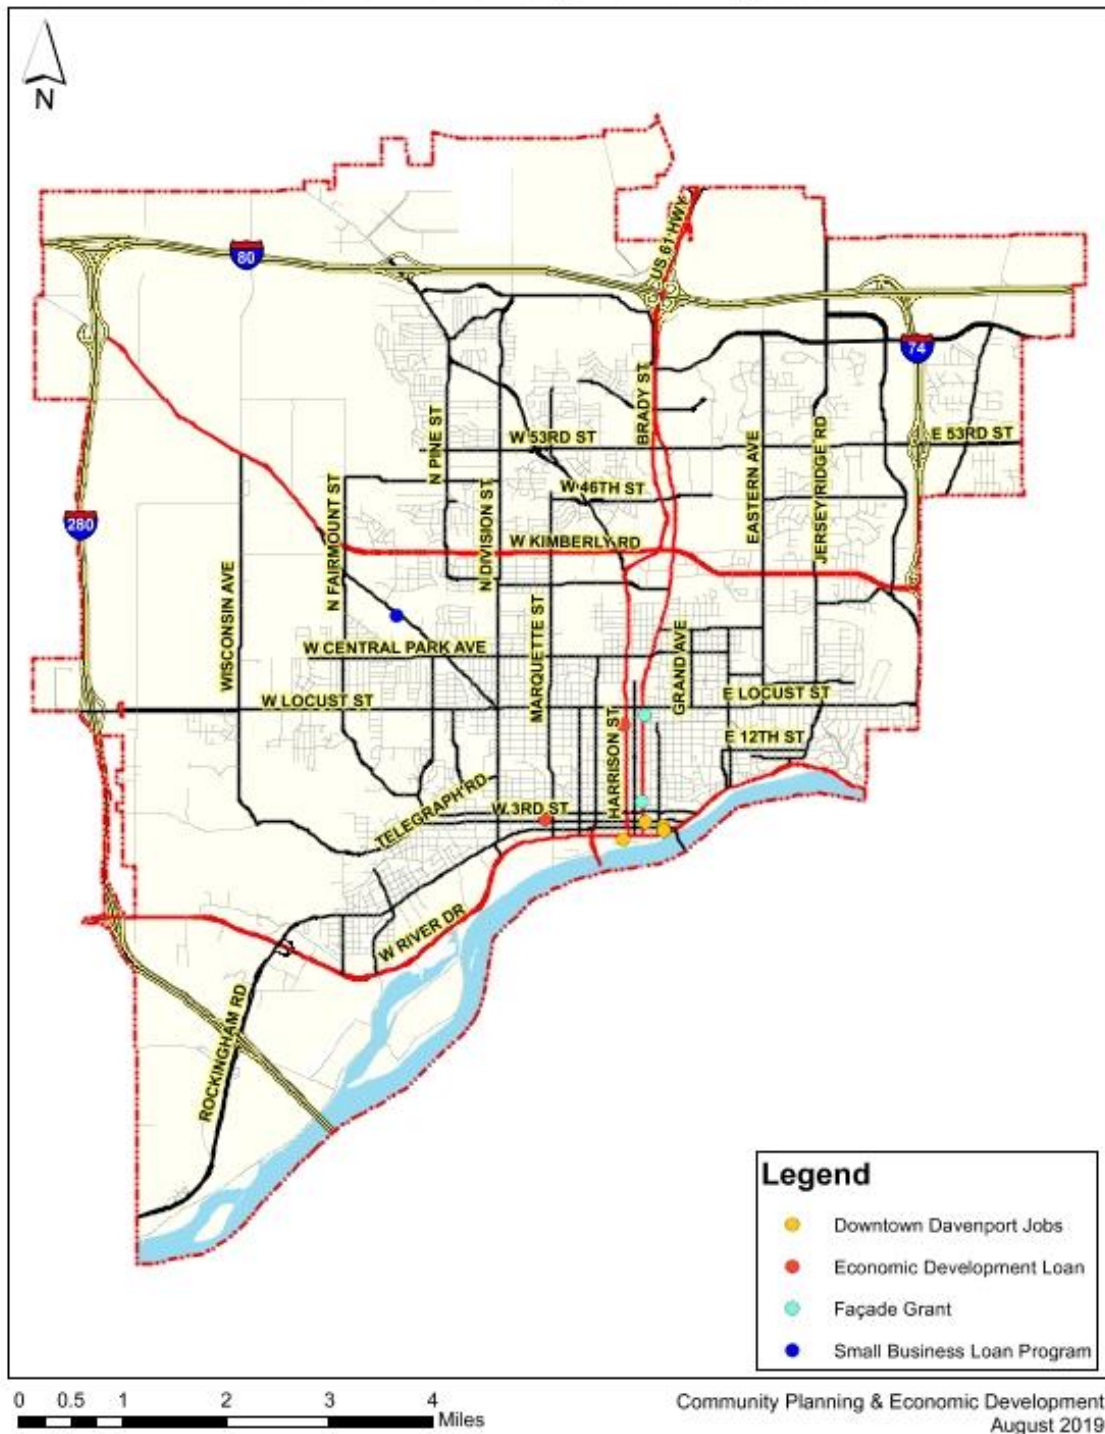 N
80
US 61 HWY
74
BRADY ST
N PINE ST
W 53RD ST
E 53RD ST
EASTERN AVE
JERSEY RIDGE RD
W 46TH ST
N DIVISION ST
N FAIRMOUNT ST
280
W KIMBERLY RD
WISCONSIN AVE
MARQUETTE ST
GRAND AVE
W CENTRAL PARK AVE
W LOCUST ST
E LOCUST ST
HARRISON ST
E 12TH ST
TELEGRAPH RD
W 3RD ST
W RIVER DR
ROCKINGHAM RD
Legend
Downtown Davenport Jobs
Economic Development Loan
Façade Grant
Small Business Loan Program
0 0.5 1 2 3 4
Miles
Community Planning & Economic Development
August 2019